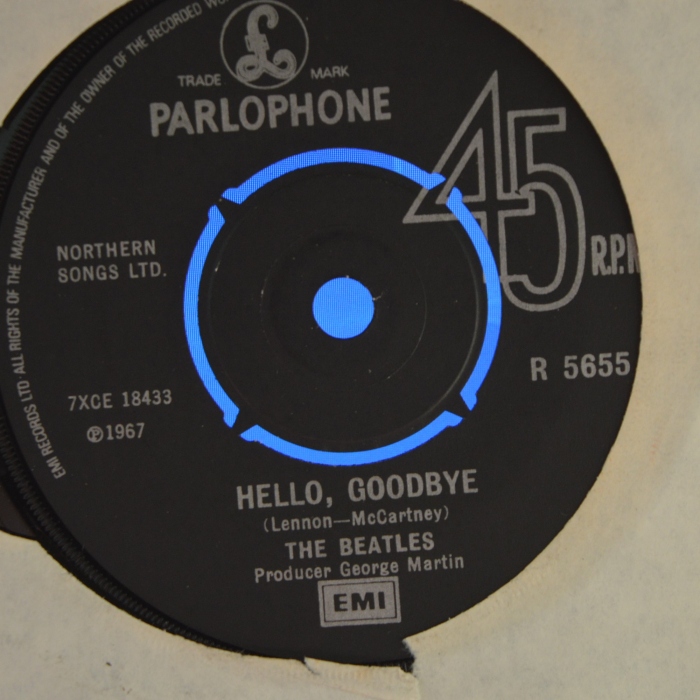 EMI RECORDS LTD ALL RIGHTS OF THE MANUFACTURER AND OF THE OWNER OF THE RECORDED
£
TRADE MARK
PARLOPHONE
45
R.P.M
NORTHERN
SONGS LTD.
R 5655
7XCE 18433
℗1967
HELLO, GOODBYE
(Lennon—McCartney)
THE BEATLES
Producer George Martin
EMI